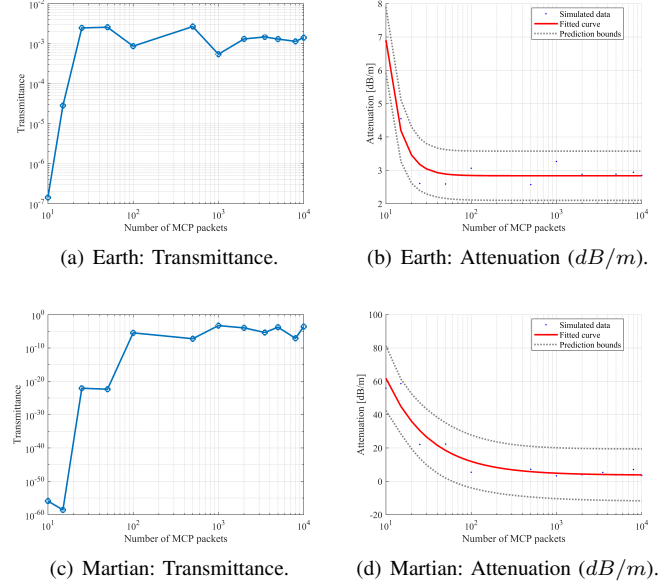 10^-2
10^-3
10^-4
10^-5
10^-6
10^-7
Transmittance
10^1 10^2 10^3 10^4
Number of MCP packets
(a) Earth: Transmittance.
8
7
6
5
4
3
2
Attenuation [dB/m]
Simulated data
Fitted curve
Prediction bounds
10^1 10^2 10^3 10^4
Number of MCP packets
(b) Earth: Attenuation (dB/m).
10^0
10^-10
10^-20
10^-30
10^-40
10^-50
10^-60
Transmittance
10^1 10^2 10^3 10^4
Number of MCP packets
(c) Martian: Transmittance.
100
80
60
40
20
0
-20
Attenuation [dB/m]
Simulated data
Fitted curve
Prediction bounds
10^1 10^2 10^3 10^4
Number of MCP packets
(d) Martian: Attenuation (dB/m).